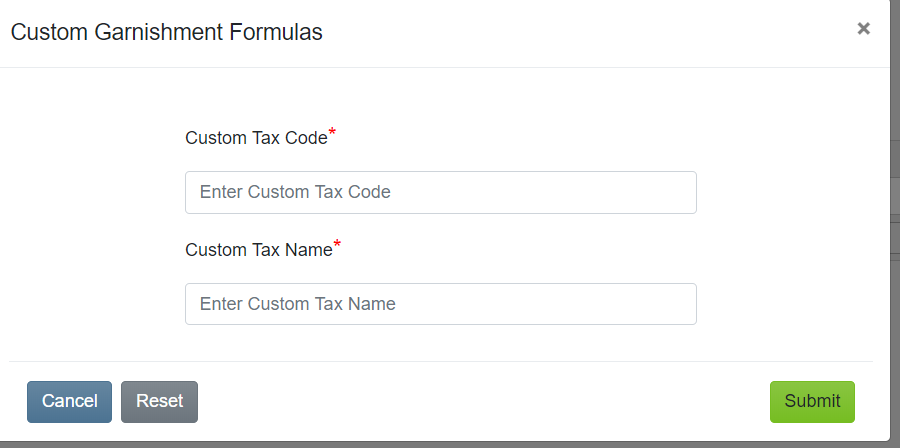 Custom Garnishment Formulas ×
Custom Tax Code*
Enter Custom Tax Code
Custom Tax Name*
Enter Custom Tax Name
Cancel Reset Submit